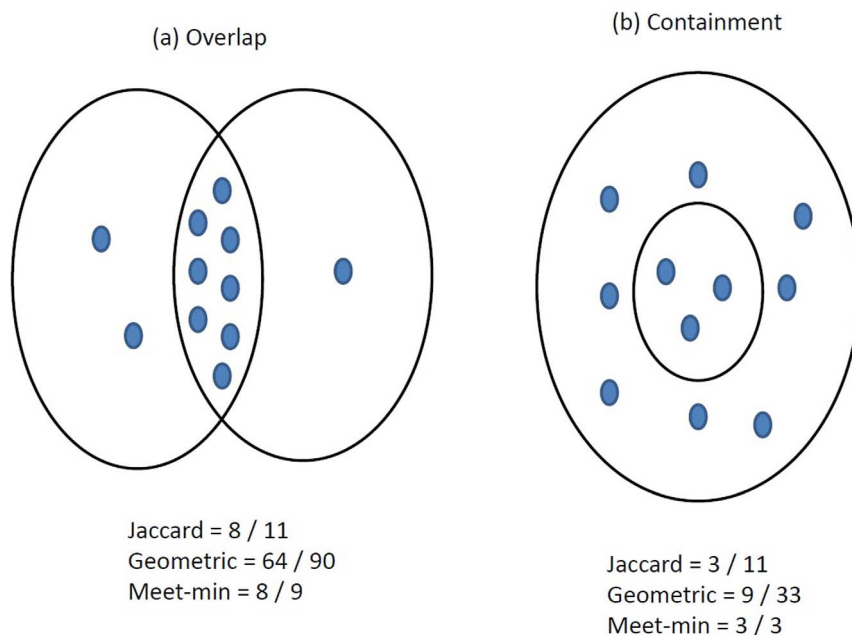 (a) Overlap
Jaccard = 8 / 11
Geometric = 64 / 90
Meet-min = 8 / 9
(b) Containment
Jaccard = 3 / 11
Geometric = 9 / 33
Meet-min = 3 / 3